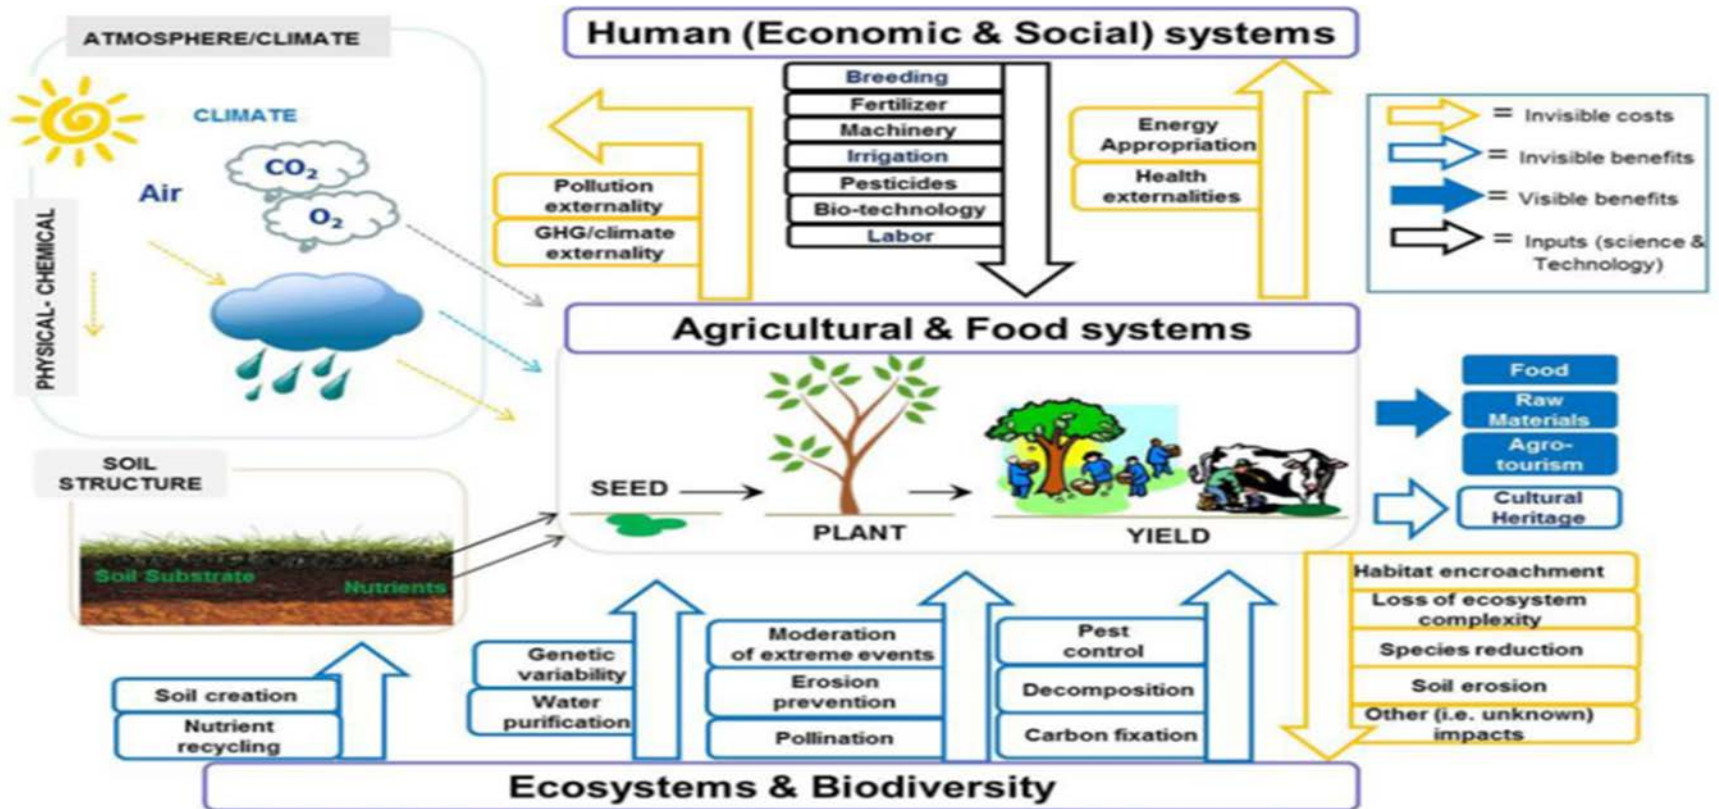 Human (Economic & Social) systems
ATMOSPHERE/CLIMATE
CLIMATE
CO₂
Air
O₂
PHYSICAL- CHEMICAL
Breeding
Fertilizer
Machinery
Irrigation
Pesticides
Bio-technology
Labor
Pollution
externality
GHG/climate
externality
Energy
Appropriation
Health
externalities
= Invisible costs
= Invisible benefits
= Visible benefits
= Inputs (science &
Technology)
Agricultural & Food systems
SEED
PLANT
YIELD
Food
Raw
Materials
Agro-
tourism
Cultural
Heritage
SOIL
STRUCTURE
Soil Substrate
Nutrients
Soil creation
Nutrient
recycling
Genetic
variability
Water
purification
Moderation
of extreme events
Erosion
prevention
Pollination
Pest
control
Decomposition
Carbon fixation
Habitat encroachment
Loss of ecosystem
complexity
Species reduction
Soil erosion
Other (i.e. unknown)
impacts
Ecosystems & Biodiversity